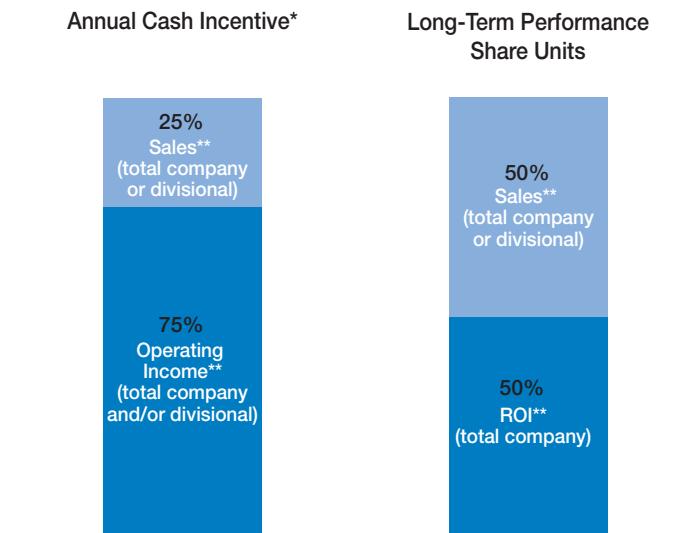 Annual Cash Incentive*
25%
Sales**
(total company
or divisional)
75%
Operating
Income**
(total company
and/or divisional)
Long-Term Performance
Share Units
50%
Sales**
(total company
or divisional)
50%
ROI**
(total company)